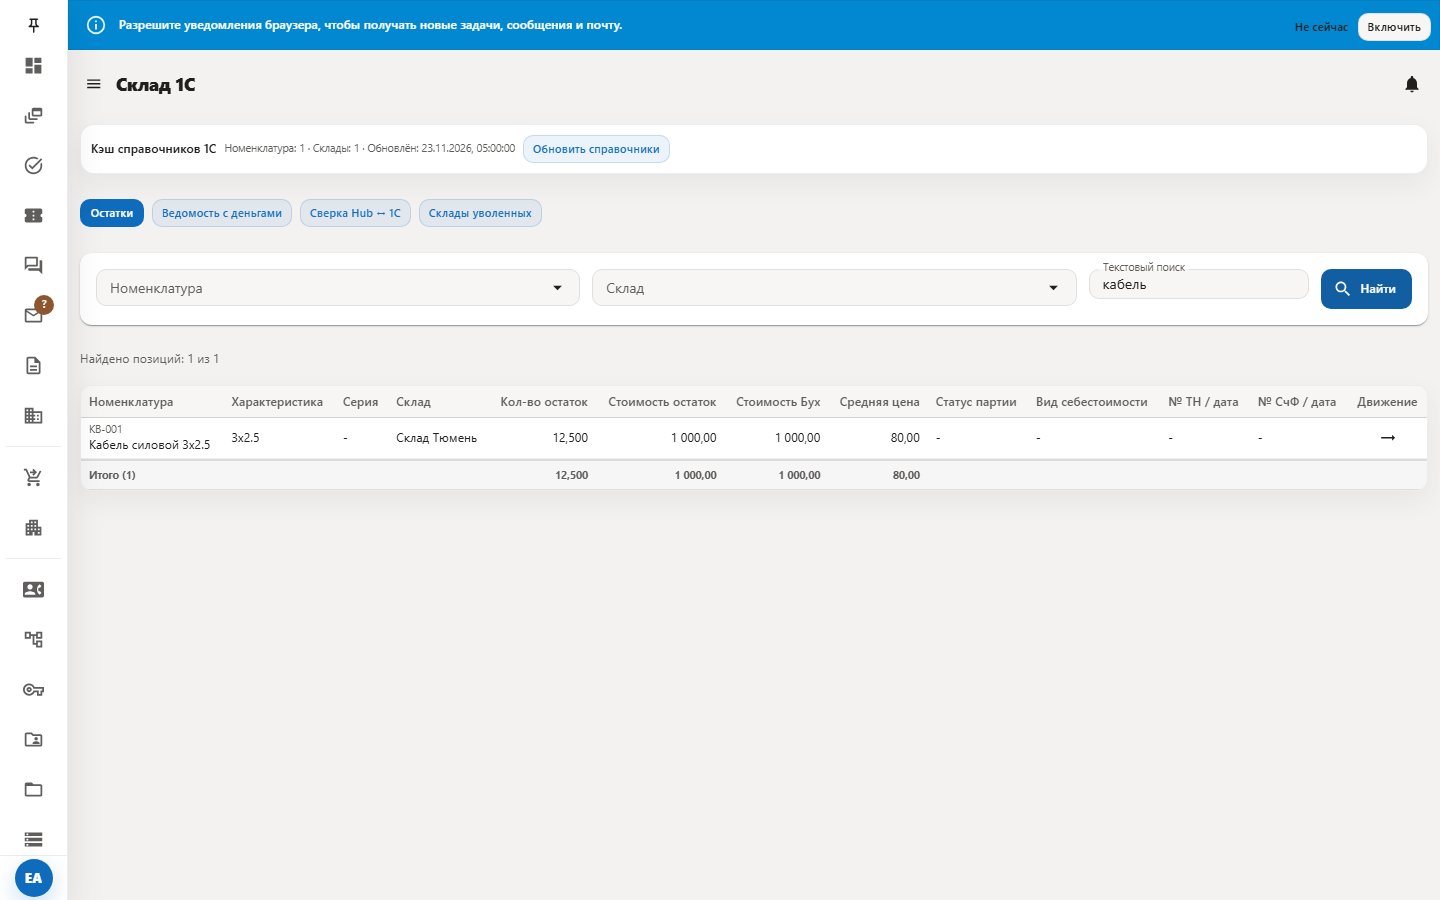 Разрешите уведомления браузера, чтобы получать новые задачи, сообщения и почту.
Не сейчас
Включить
Склад 1С
Кэш справочников 1С
Номенклатура: 1 · Склады: 1 · Обновлён: 23.11.2026, 05:00:00
Обновить справочники
Остатки
Ведомость с деньгами
Сверка Hub ↔ 1С
Склады уволенных
Номенклатура
Склад
Текстовый поиск
кабель
Найти
?
Найдено позиций: 1 из 1
Номенклатура Характеристика Серия Склад Кол-во остаток Стоимость остаток Стоимость Бух Средняя цена Статус партии Вид себестоимости № ТН / дата № СчФ / дата Движение
КВ-001
Кабель силовой 3х2.5 3х2.5 - Склад Тюмень 12,500 1 000,00 1 000,00 80,00 - - - - →
Итого (1) 12,500 1 000,00 1 000,00 80,00
ЕА